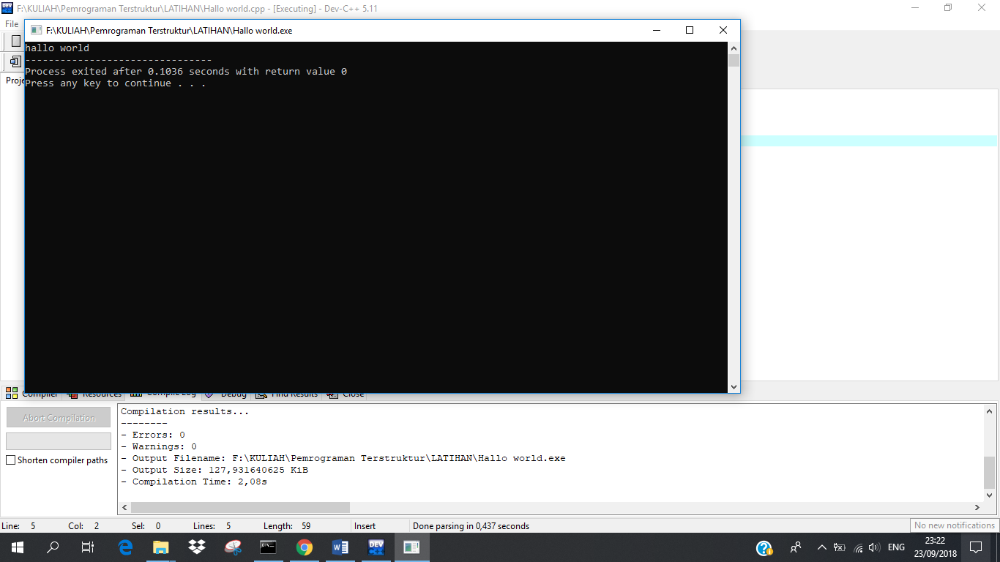 F:\KULIAH\Pemrograman Terstruktur\LATIHAN\Hallo world.cpp - [Executing] - Dev-C++ 5.11
File
F:\KULIAH\Pemrograman Terstruktur\LATIHAN\Hallo world.exe
hallo world
--------------------------------
Process exited after 0.1036 seconds with return value 0
Press any key to continue . . .
Proje
Compiler Resources Compile Log Debug Find Results Close
Abort Compilation
Shorten compiler paths
Compilation results...
--------
- Errors: 0
- Warnings: 0
- Output Filename: F:\KULIAH\Pemrograman Terstruktur\LATIHAN\Hallo world.exe
- Output Size: 127,931640625 KiB
- Compilation Time: 2,08s
Line: 5 Col: 2 Sel: 0 Lines: 5 Length: 59 Insert Done parsing in 0,437 seconds
No new notifications
DEV
ENG
23:22
23/09/2018